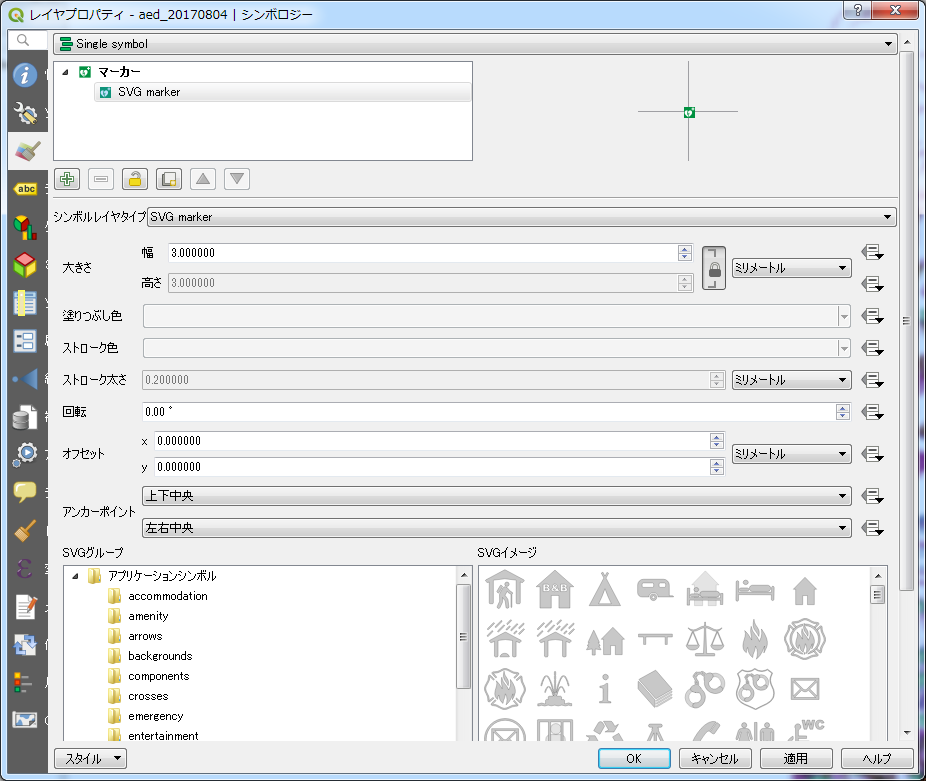 レイヤプロパティ - aed_20170804 | シンボロジー
Single symbol
マーカー
SVG marker
シンボルレイヤタイプ SVG marker
大きさ
幅 3.000000
高さ 3.000000
ミリメートル
塗りつぶし色
ストローク色
ストローク太さ 0.200000 ミリメートル
回転 0.00 °
オフセット
x 0.000000
y 0.000000
ミリメートル
アンカーポイント
上下中央
左右中央
SVGグループ
アプリケーションシンボル
accommodation
amenity
arrows
backgrounds
components
crosses
emergency
entertainment
SVGイメージ
B&B
WC
abc
スタイル
OK キャンセル 適用 ヘルプ